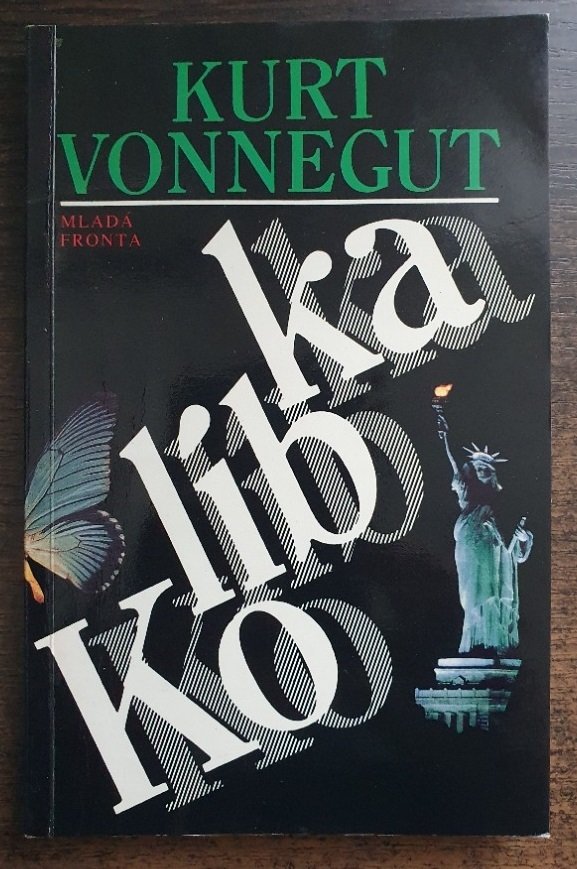 KURT
VONNEGUT
MLADÁ
FRONTA
Ko
líb
ka